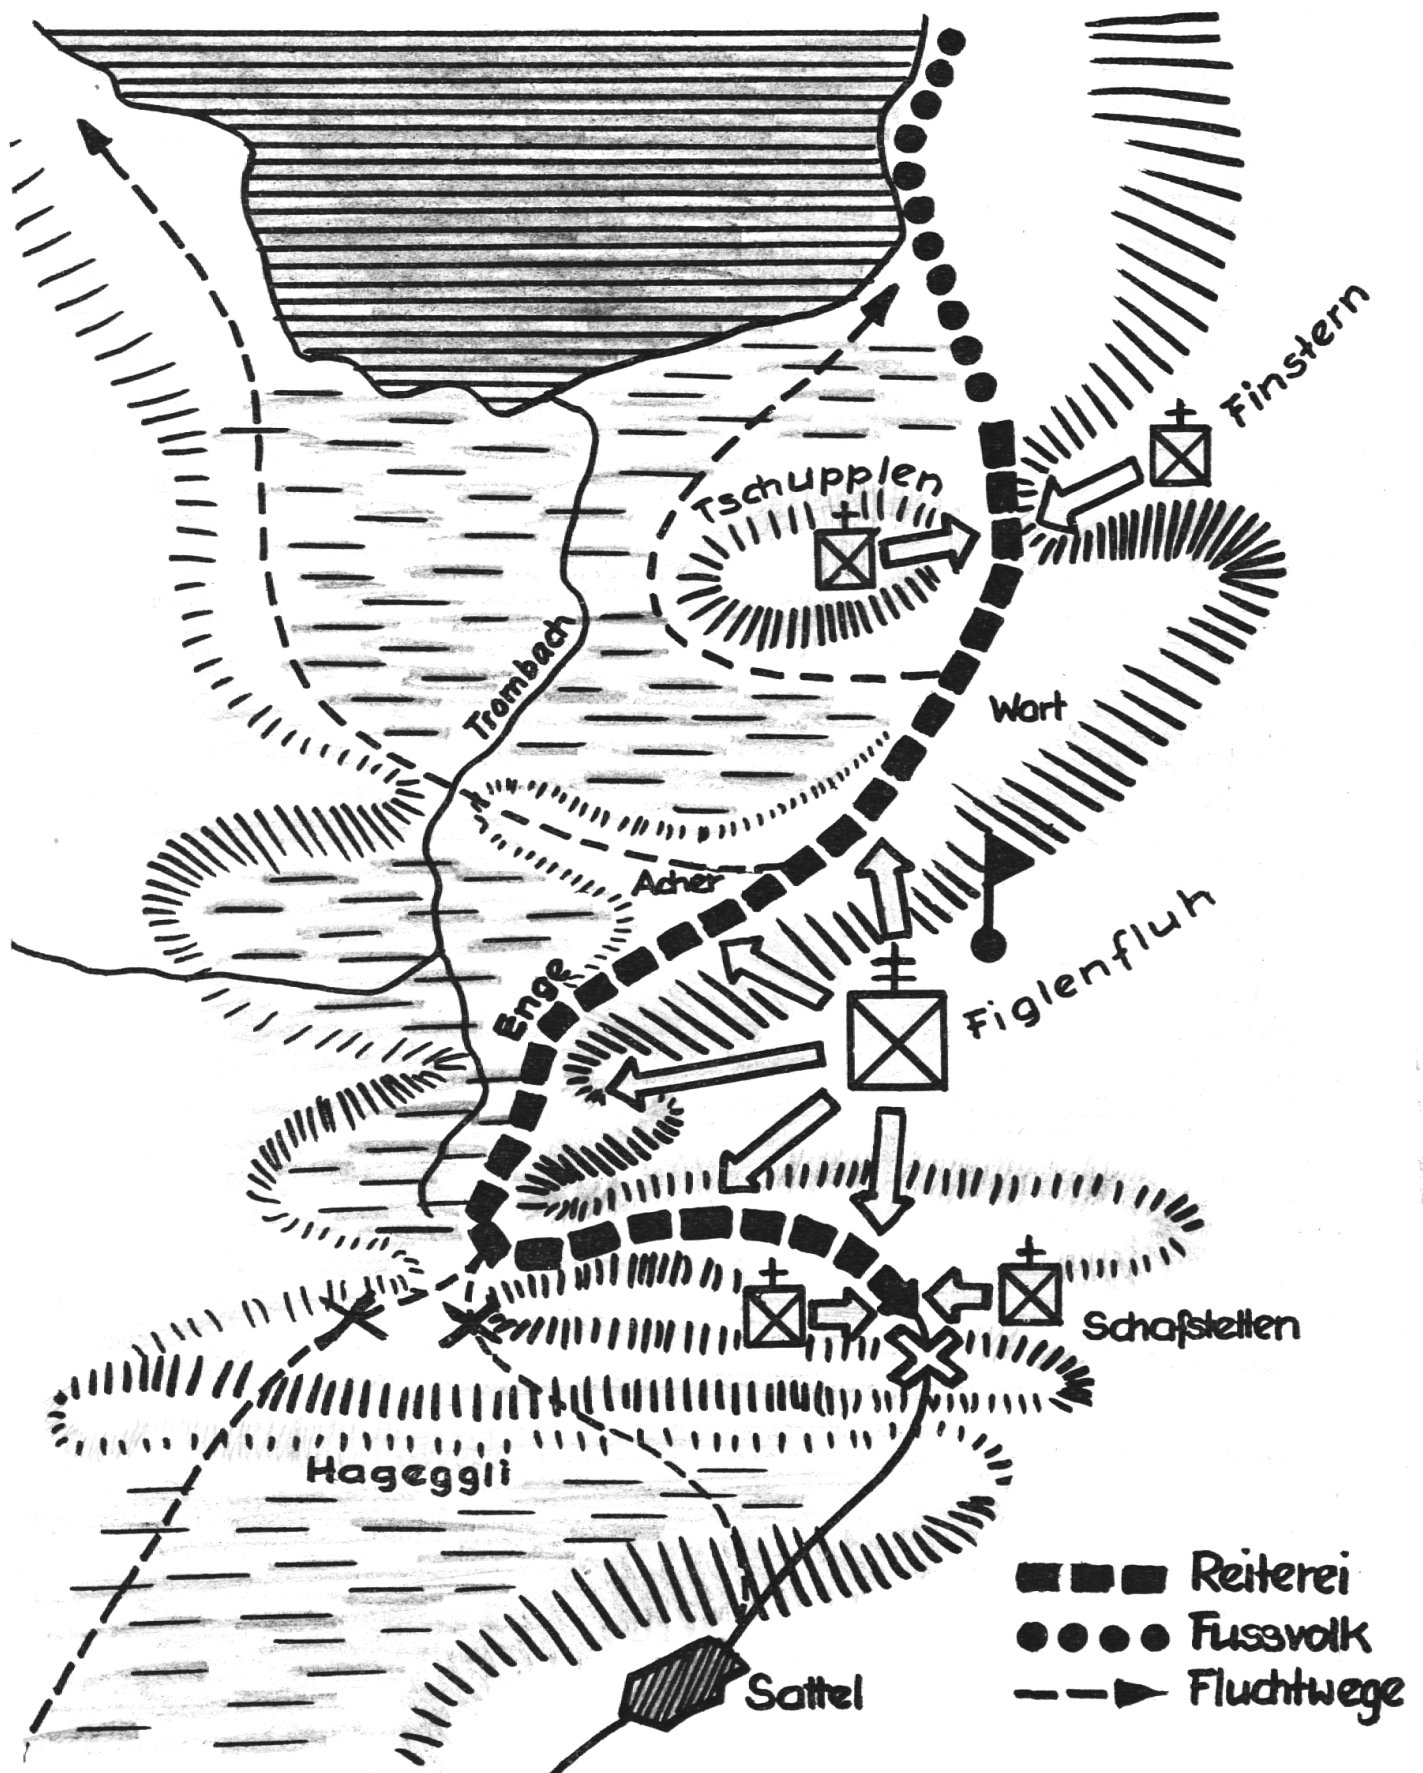 Finstern
Tschupplen
Trombach
Wart
Acher
Figlenfluh
Enge
Schafstetten
Hageggli
Reiterei
Fussvolk
Sattel
Fluchtwege